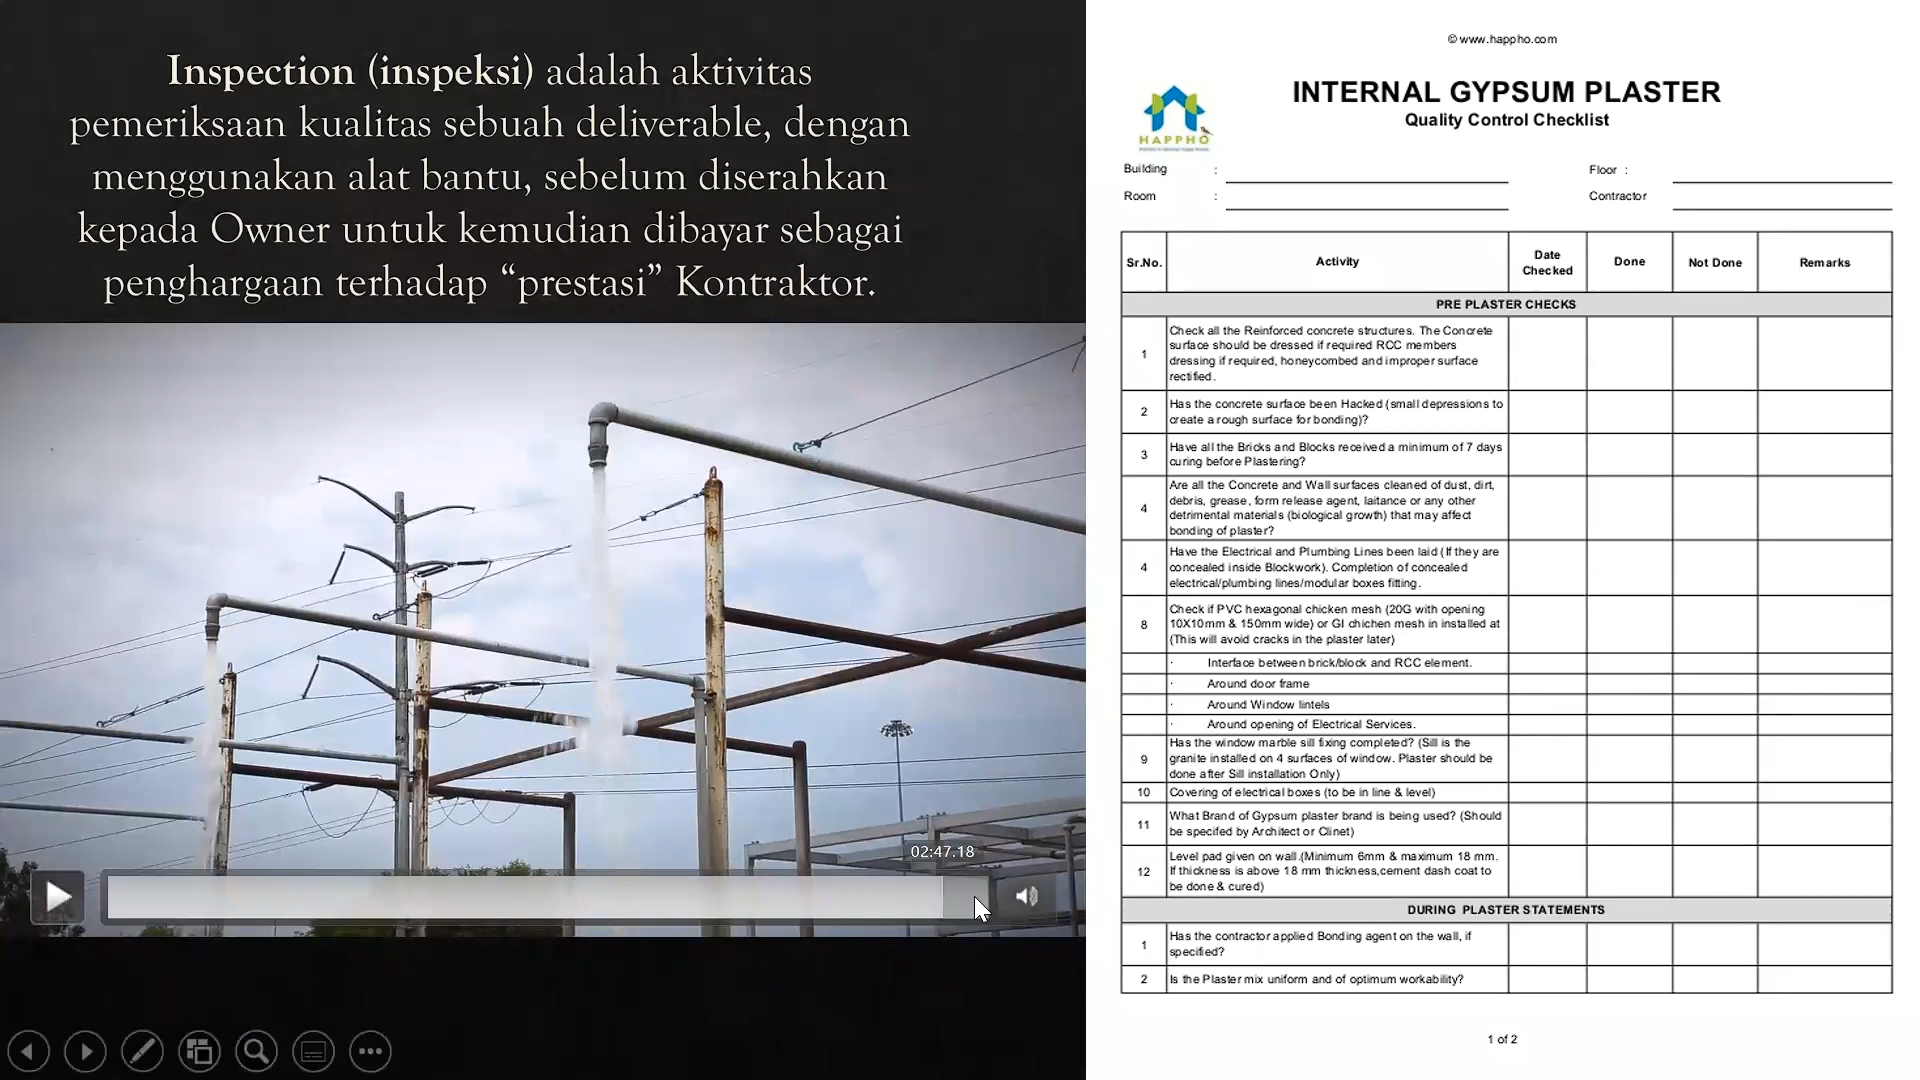 Inspection (inspeksi) adalah aktivitas
pemeriksaan kualitas sebuah deliverable, dengan
menggunakan alat bantu, sebelum diserahkan
kepada Owner untuk kemudian dibayar sebagai
penghargaan terhadap “prestasi” Kontraktor.
02:47.18
© www.happho.com
HAPPHO
INTERNAL GYPSUM PLASTER
Quality Control Checklist
Building : Floor :
Room : Contractor
Sr.No. Activity Date Checked Done Not Done Remarks
PRE PLASTER CHECKS
1 Check all the Reinforced concrete structures. The Concrete
surface should be dressed if required RCC members
dressing if required, honeycombed and improper surface
rectified.
2 Has the concrete surface been Hacked (small depressions to
create a rough surface for bonding)?
3 Have all the Bricks and Blocks received a minimum of 7 days
curing before Plastering?
4 Are all the Concrete and Wall surfaces cleaned of dust, dirt,
debris, grease, form release agent, laitance or any other
detrimental materials (biological growth) that may affect
bonding of plaster?
4 Have the Electrical and Plumbing Lines been laid (If they are
concealed inside Blockwork). Completion of concealed
electrical/plumbing lines/modular boxes fitting.
8 Check if PVC hexagonal chicken mesh (20G with opening
10X10mm & 150mm wide) or GI chichen mesh in installed at
(This will avoid cracks in the plaster later)
· Interface between brick/block and RCC element.
· Around door frame
· Around Window lintels
· Around opening of Electrical Services.
9 Has the window marble sill fixing completed? (Sill is the
granite installed on 4 surfaces of window. Plaster should be
done after Sill installation Only)
10 Covering of electrical boxes (to be in line & level)
11 What Brand of Gypsum plaster brand is being used? (Should
be specifed by Architect or Clinet)
12 Level pad given on wall.(Minimum 6mm & maximum 18 mm.
If thickness is above 18 mm thickness,cement dash coat to
be done & cured)
DURING PLASTER STATEMENTS
1 Has the contractor applied Bonding agent on the wall, if
specified?
2 Is the Plaster mix uniform and of optimum workability?
1 of 2